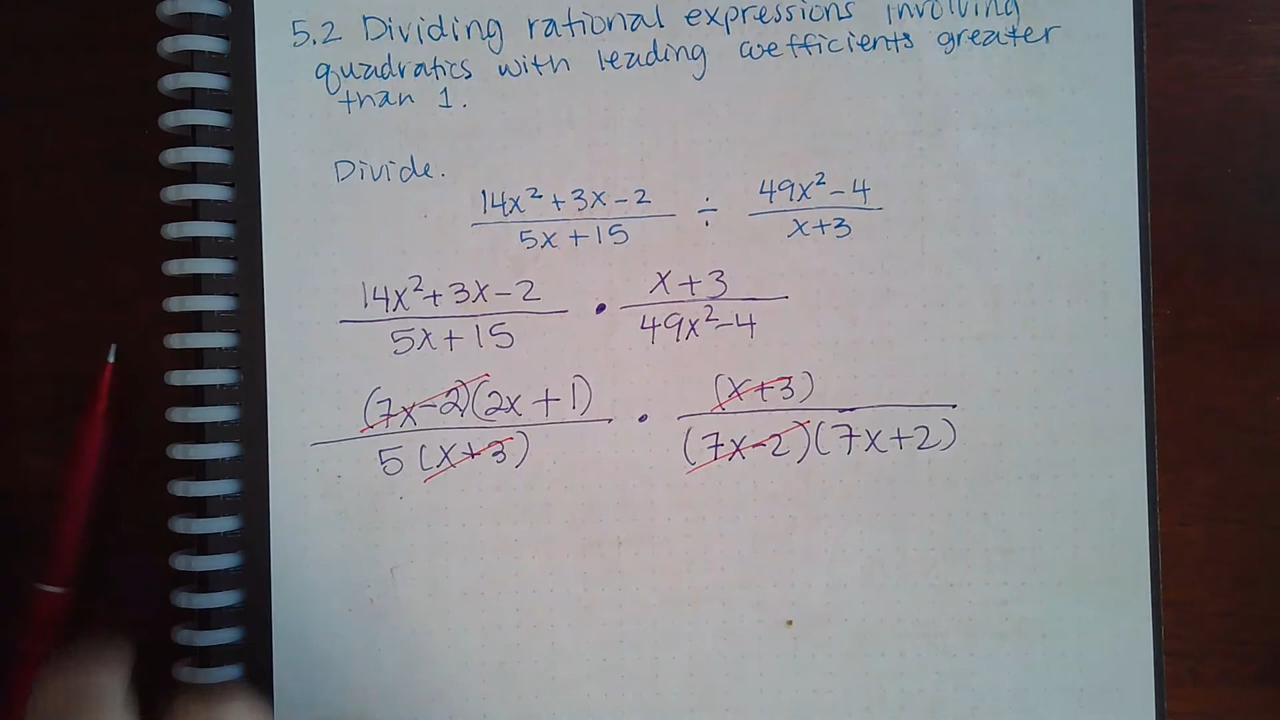 5.2 Dividing rational expressions involving
quadratics with leading coefficients greater
than 1.
Divide.
14x²+3x-2 / 5x+15 ÷ 49x²-4 / x+3
14x²+3x-2 / 5x+15 • x+3 / 49x²-4
(7x-2)(2x+1) / 5(x+3) • (x+3) / (7x-2)(7x+2)